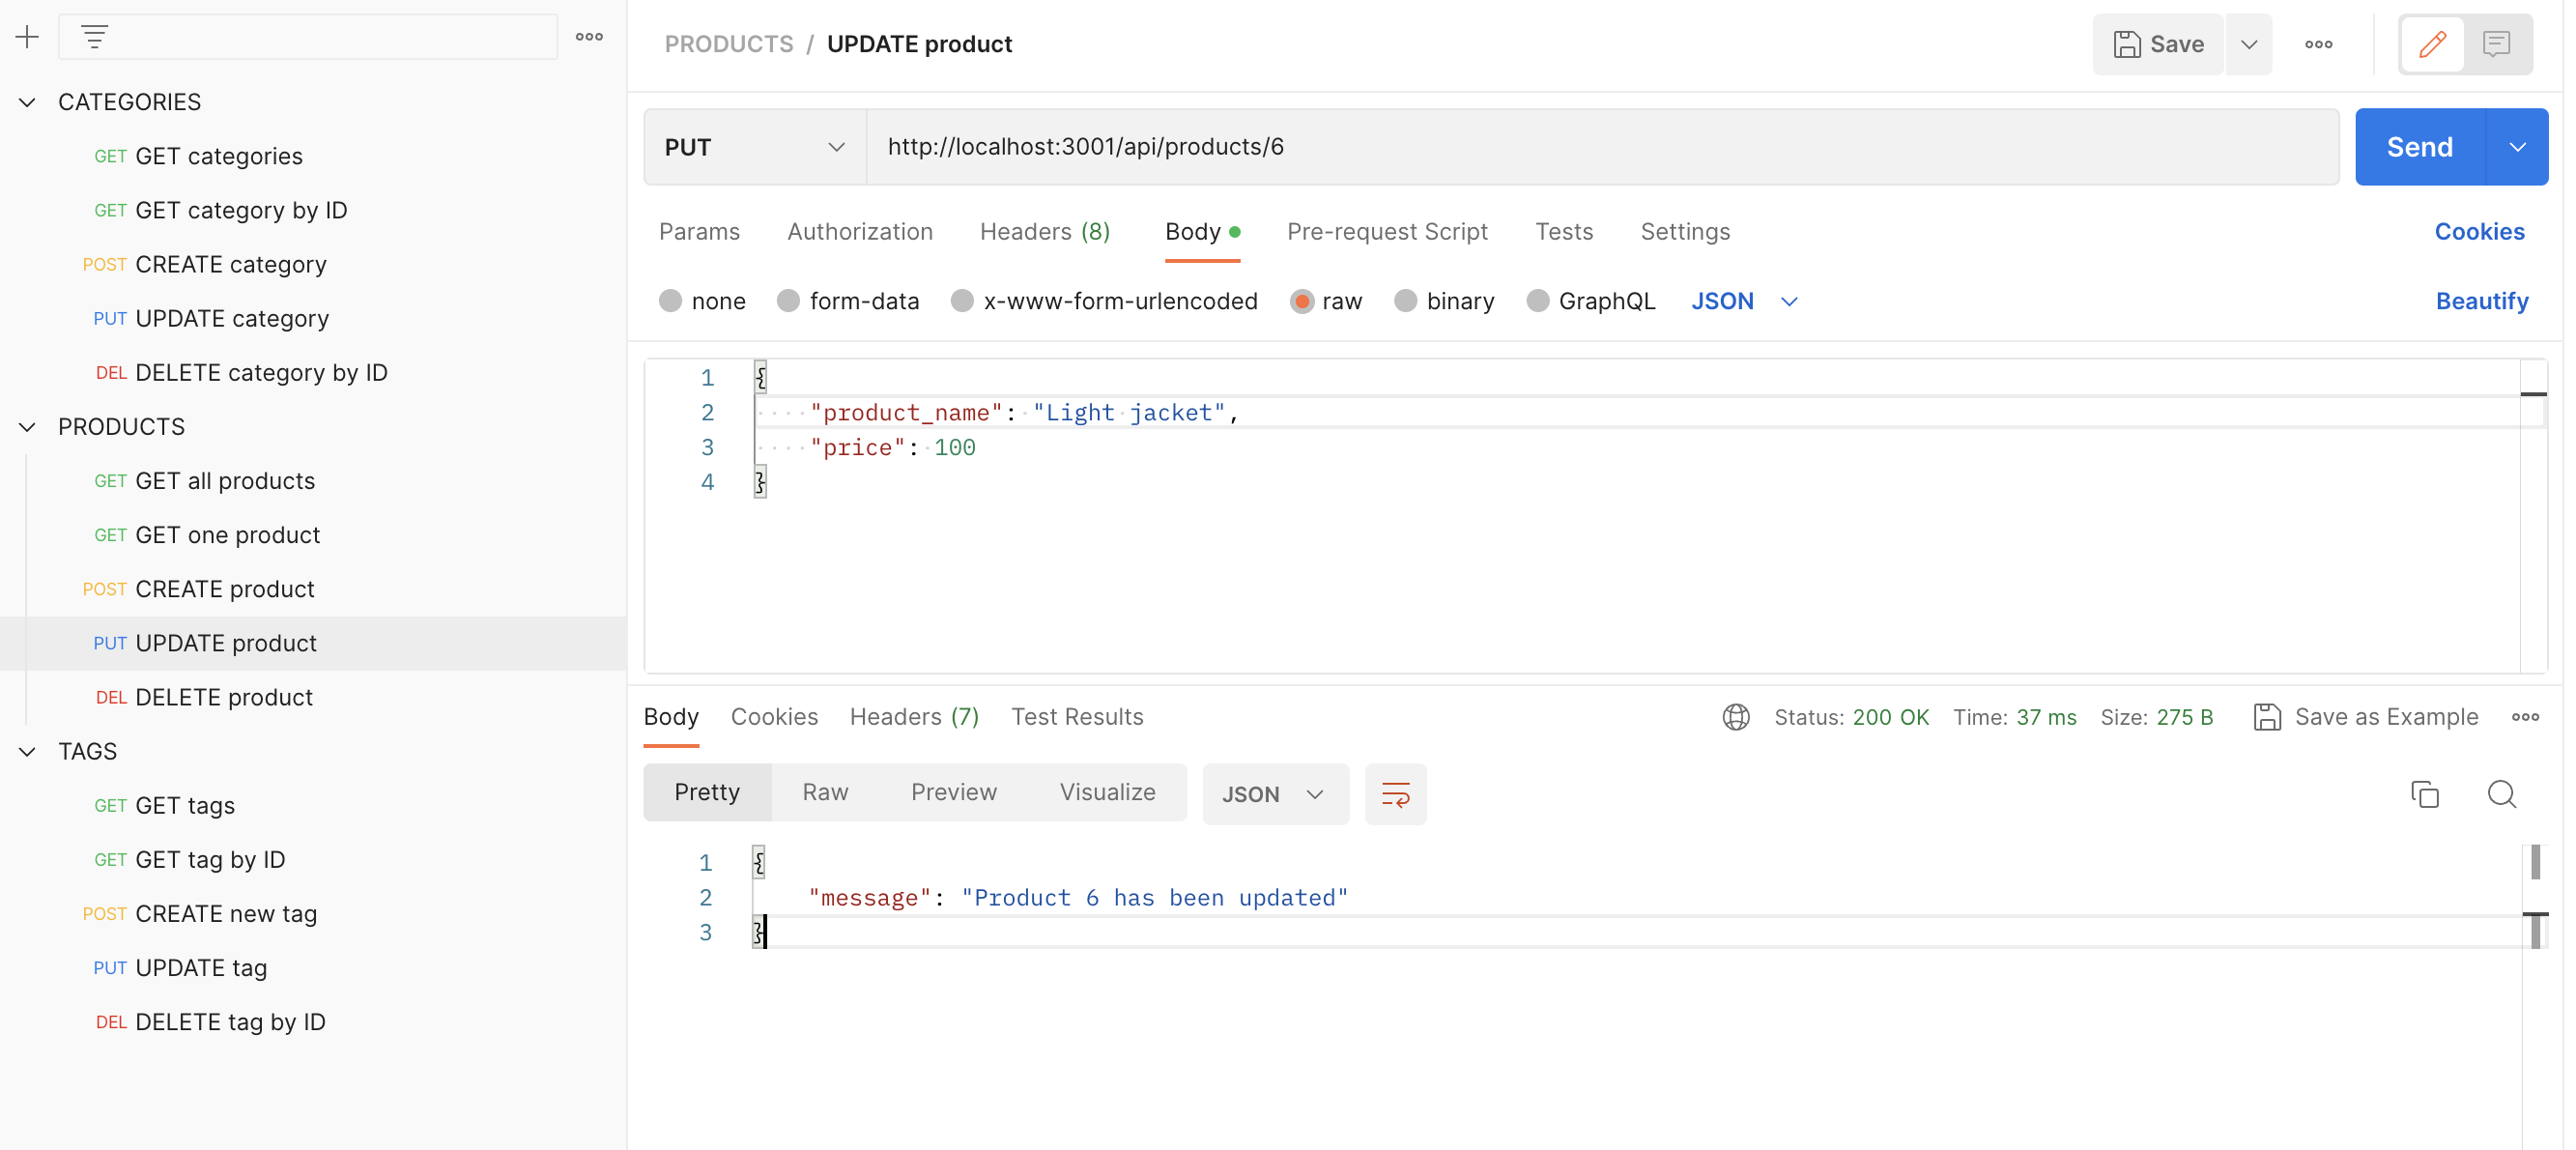 CATEGORIES
GET GET categories
GET GET category by ID
POST CREATE category
PUT UPDATE category
DEL DELETE category by ID
PRODUCTS
GET GET all products
GET GET one product
POST CREATE product
PUT UPDATE product
DEL DELETE product
TAGS
GET GET tags
GET GET tag by ID
POST CREATE new tag
PUT UPDATE tag
DEL DELETE tag by ID
PRODUCTS / UPDATE product
Save
PUT http://localhost:3001/api/products/6 Send
Params Authorization Headers (8) Body Pre-request Script Tests Settings Cookies
none form-data x-www-form-urlencoded raw binary GraphQL JSON Beautify
1 {
2 "product_name": "Light jacket",
3 "price": 100
4 }
Body Cookies Headers (7) Test Results Status: 200 OK Time: 37 ms Size: 275 B Save as Example
Pretty Raw Preview Visualize JSON
1 {
2 "message": "Product 6 has been updated"
3 }